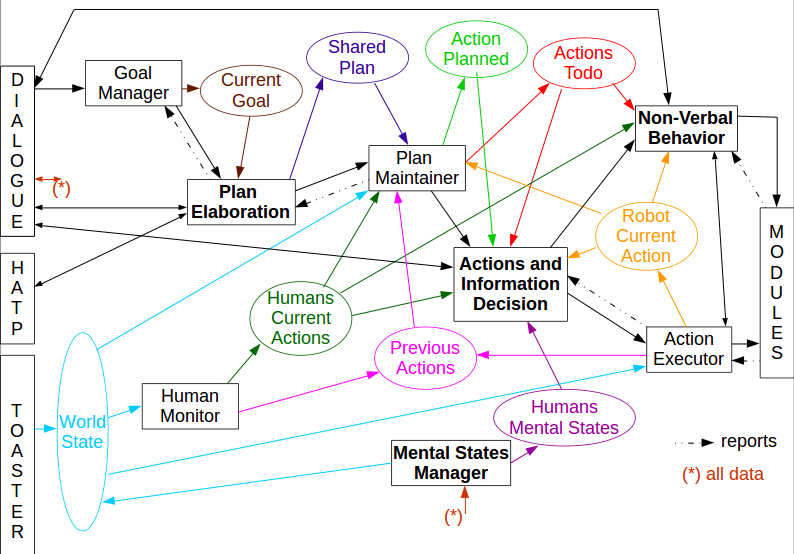 DIALOGUE
Goal
Manager
Current
Goal
Shared
Plan
Action
Planned
Actions
Todo
Non-Verbal
Behavior
(*)
Plan
Elaboration
Plan
Maintainer
Robot
Current
Action
MODULES
HATP
Actions and
Information
Decision
Humans
Current
Actions
Previous
Actions
Action
Executor
TOASTER
World
State
Human
Monitor
Humans
Mental States
Mental States
Manager
(*)
reports
(*) all data